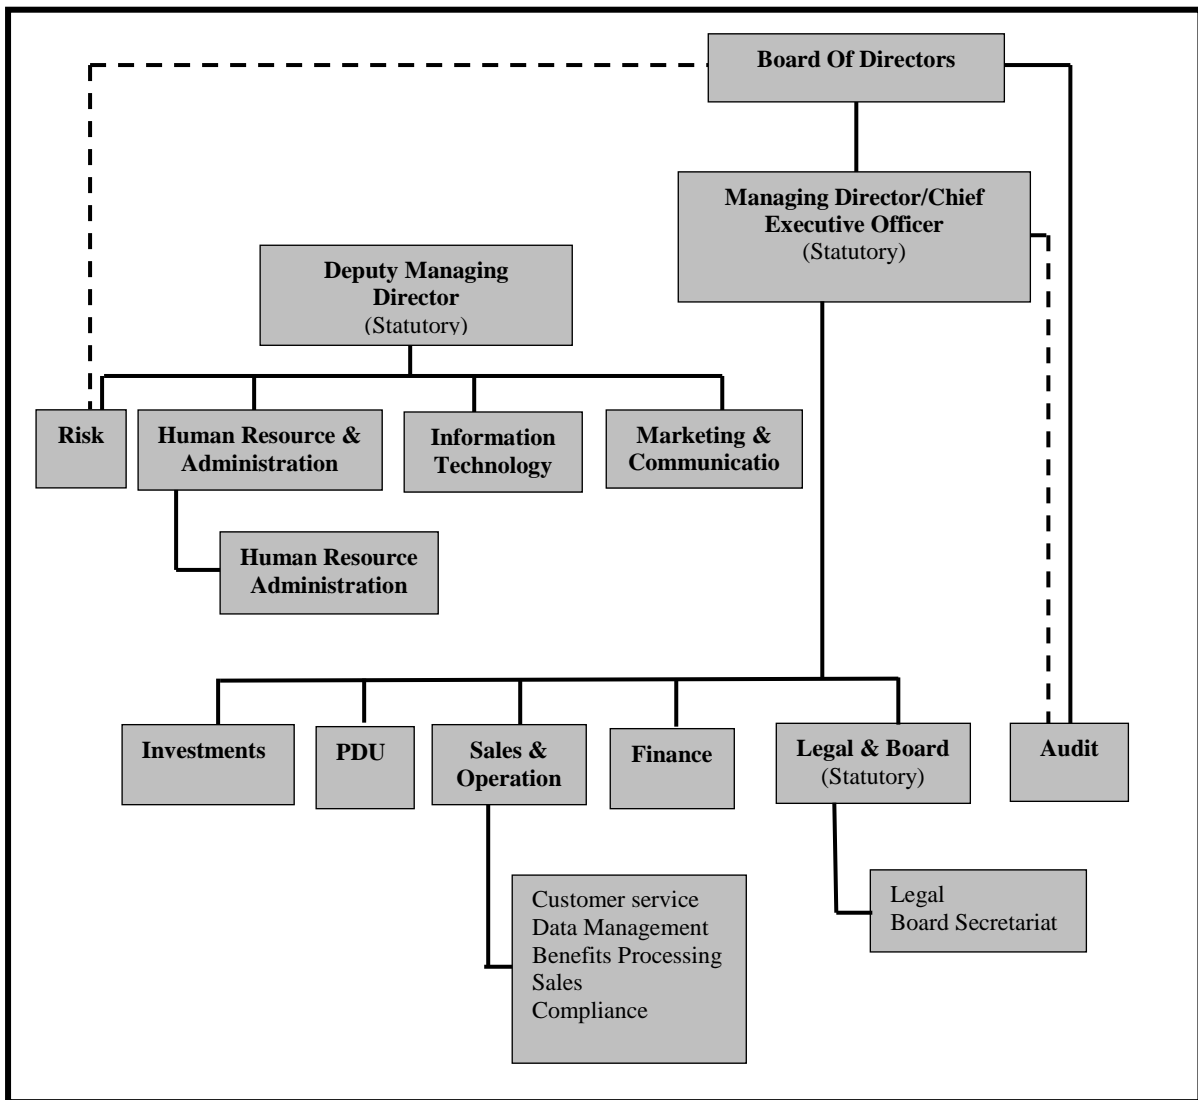 Board Of Directors
Managing Director/Chief
Executive Officer
(Statutory)
Deputy Managing
Director
(Statutory)
Risk
Human Resource &
Administration
Information
Technology
Marketing &
Communicatio
Human Resource
Administration
Investments
PDU
Sales &
Operation
Finance
Legal & Board
(Statutory)
Audit
Customer service
Data Management
Benefits Processing
Sales
Compliance
Legal
Board Secretariat